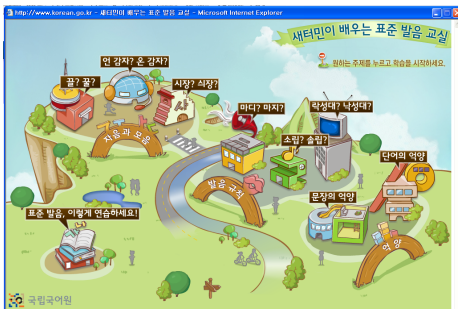 http://www.korean.go.kr - 새터민이 배우는 표준 발음 교실 - Microsoft Internet Explorer
새터민이 배우는 표준 발음 교실
원하는 주제를 누르고 학습을 시작하세요.
언 감자? 온 감자?
끌? 꿀?
시장? 싀장?
자음과 모음
마디? 마지?
락성대? 낙성대?
소립? 솔립?
발음 규칙
단어의 억양
문장의 억양
억양
표준 발음, 이렇게 연습하세요!
국립국어원